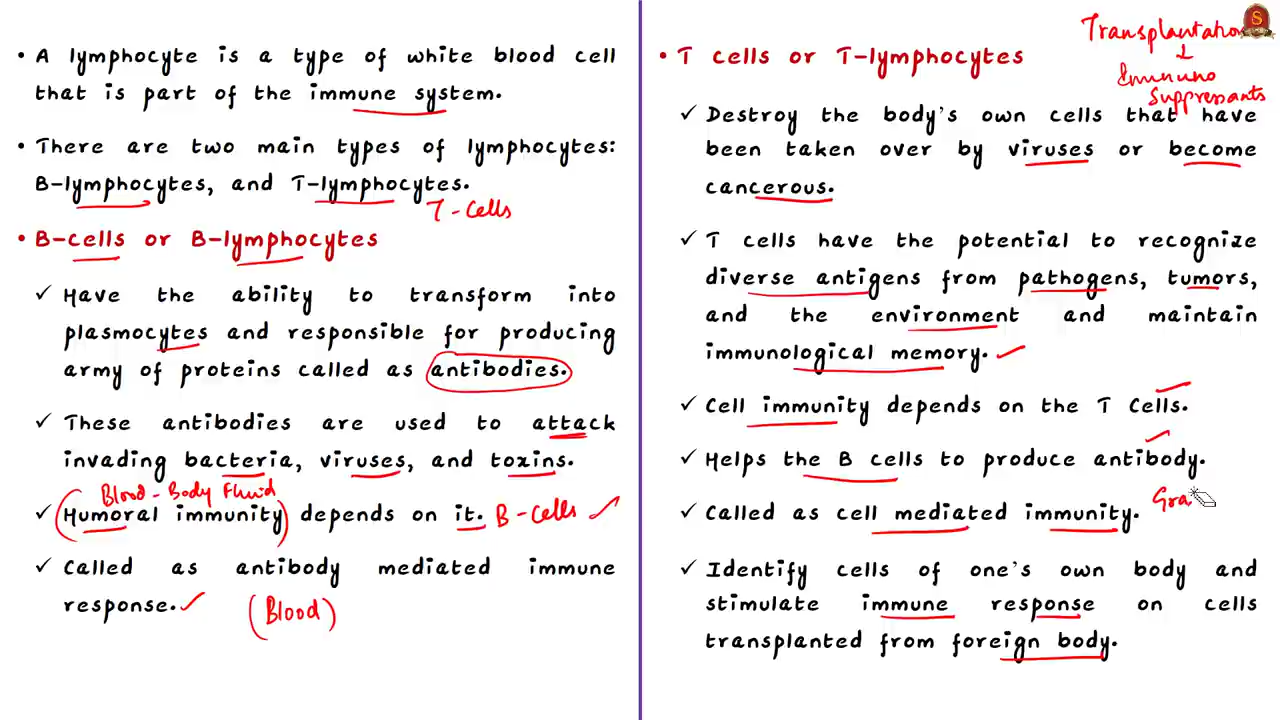 • A lymphocyte is a type of white blood cell
that is part of the immune system.
• There are two main types of lymphocytes:
B-lymphocytes, and T-lymphocytes.
T-Cells
• B-cells or B-lymphocytes
✓ Have the ability to transform into
plasmocytes and responsible for producing
army of proteins called as antibodies.
✓ These antibodies are used to attack
invading bacteria, viruses, and toxins.
Blood-Body Fluid
✓ Humoral immunity depends on it. B-Cells
✓ Called as antibody mediated immune
response.
(Blood)
Transplantation
Immuno
Suppressants
• T cells or T-lymphocytes
✓ Destroy the body's own cells that have
been taken over by viruses or become
cancerous.
✓ T cells have the potential to recognize
diverse antigens from pathogens, tumors,
and the environment and maintain
immunological memory.
✓ Cell immunity depends on the T Cells.
✓ Helps the B cells to produce antibody.
Gra
✓ Called as cell mediated immunity.
✓ Identify cells of one's own body and
stimulate immune response on cells
transplanted from foreign body.